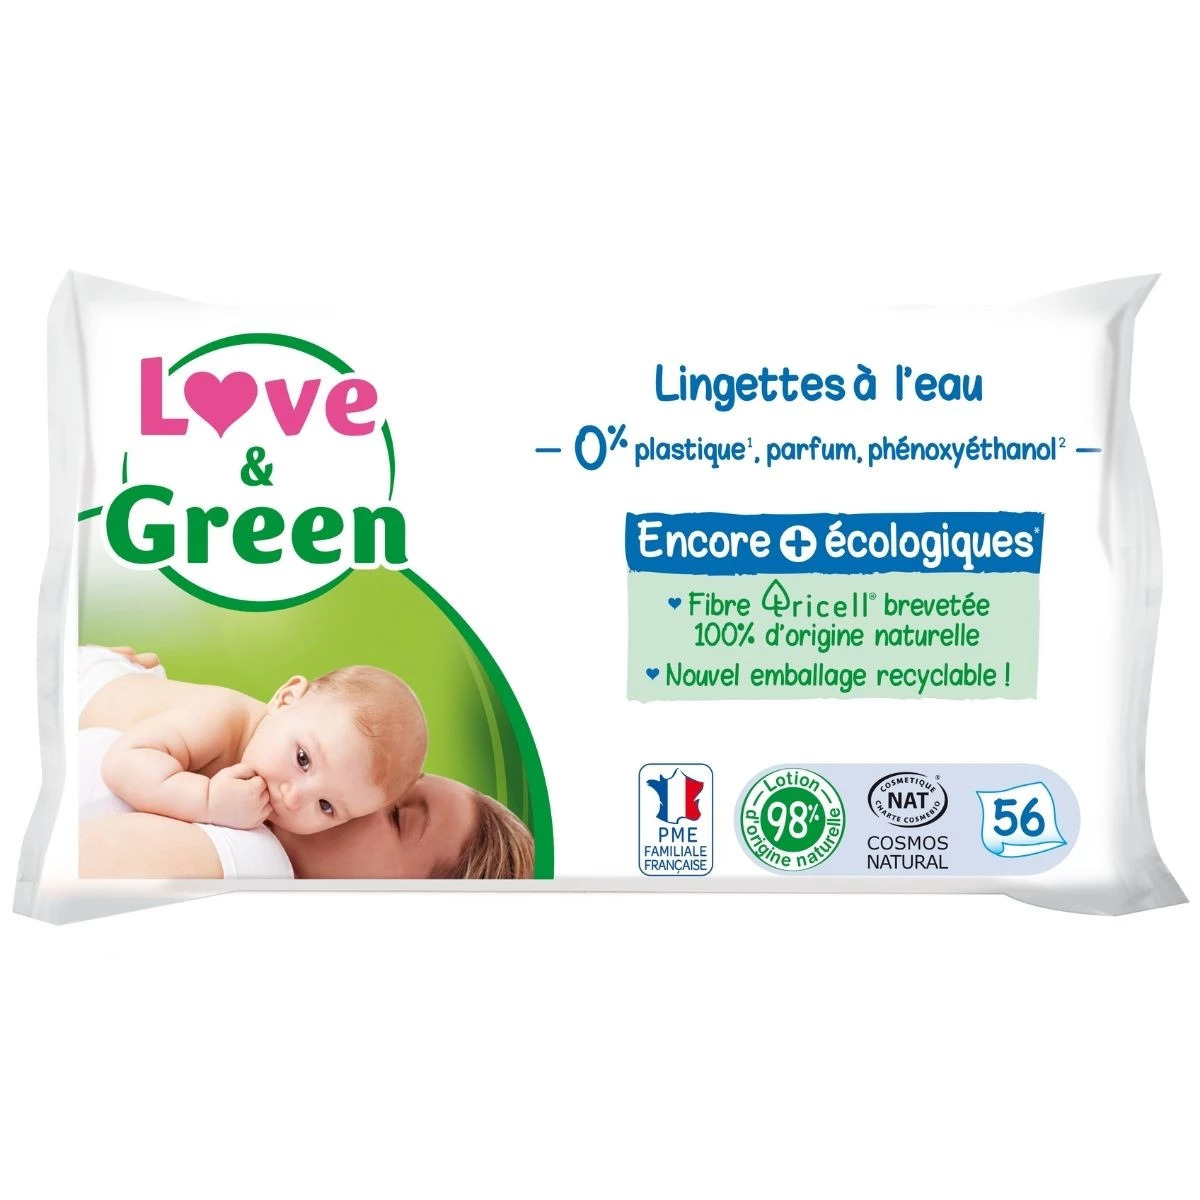 Love
&
Green
Lingettes à l'eau
0% plastique¹, parfum, phénoxyéthanol²
Encore + écologiques*
Fibre Tricell® brevetée
100% d'origine naturelle
Nouvel emballage recyclable !
PME
FAMILIALE
FRANÇAISE
Lotion
98%
d'origine naturelle
COSMETIQUE ®
NAT
CHARTE COSMEBIO
COSMOS
NATURAL
56